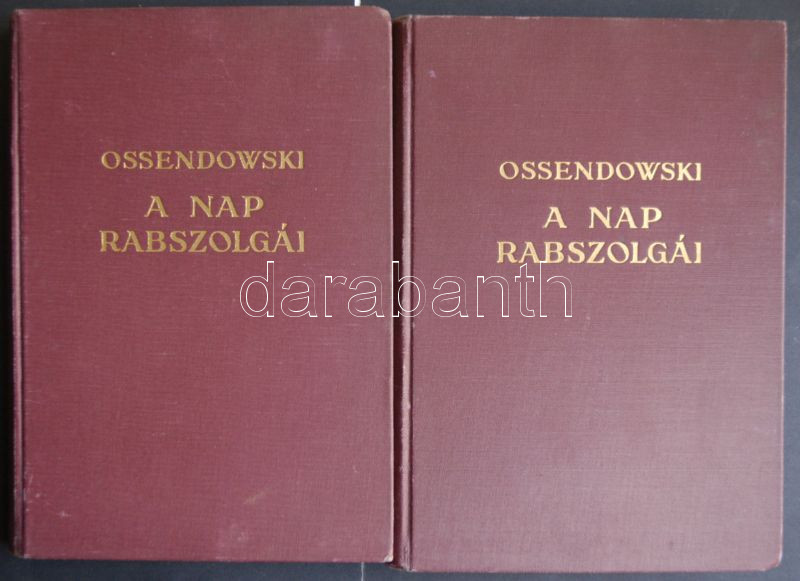 OSSENDOWSKI
A NAP
RABSZOLGÁI
OSSENDOWSKI
A NAP
RABSZOLGÁI
darabanth